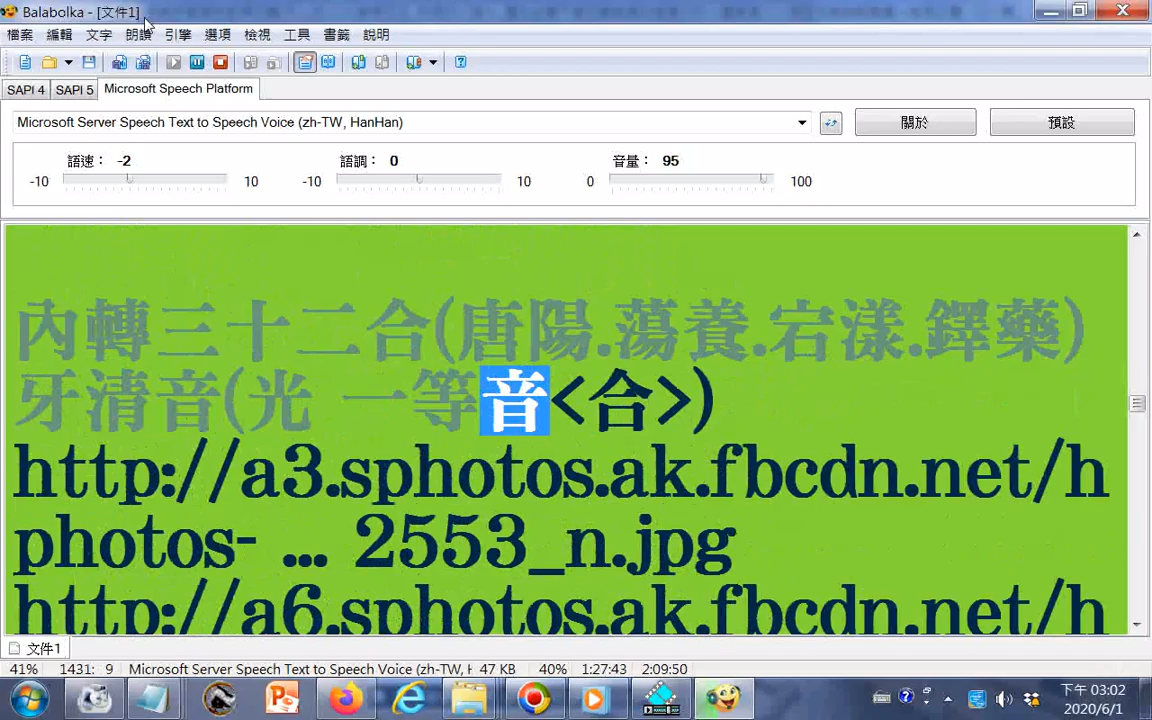 Balabolka - [文件1]
檔案 編輯 文字 朗讀 引擎 選項 檢視 工具 書籤 說明
SAPI 4 SAPI 5 Microsoft Speech Platform
Microsoft Server Speech Text to Speech Voice (zh-TW, HanHan) 關於 預設
語速： -2 語調： 0 音量： 95
-10 10 -10 10 0 100
內轉三十二合(唐陽.蕩養.宕漾.鐸藥)
牙清音(光 一等音<合>)
http://a3.sphotos.ak.fbcdn.net/h
photos- ... 2553_n.jpg
http://a6.sphotos.ak.fbcdn.net/h
文件1
41% 1431: 9 Microsoft Server Speech Text to Speech Voice (zh-TW, H 47 KB 40% 1:27:43 2:09:50
下午 03:02
2020/6/1